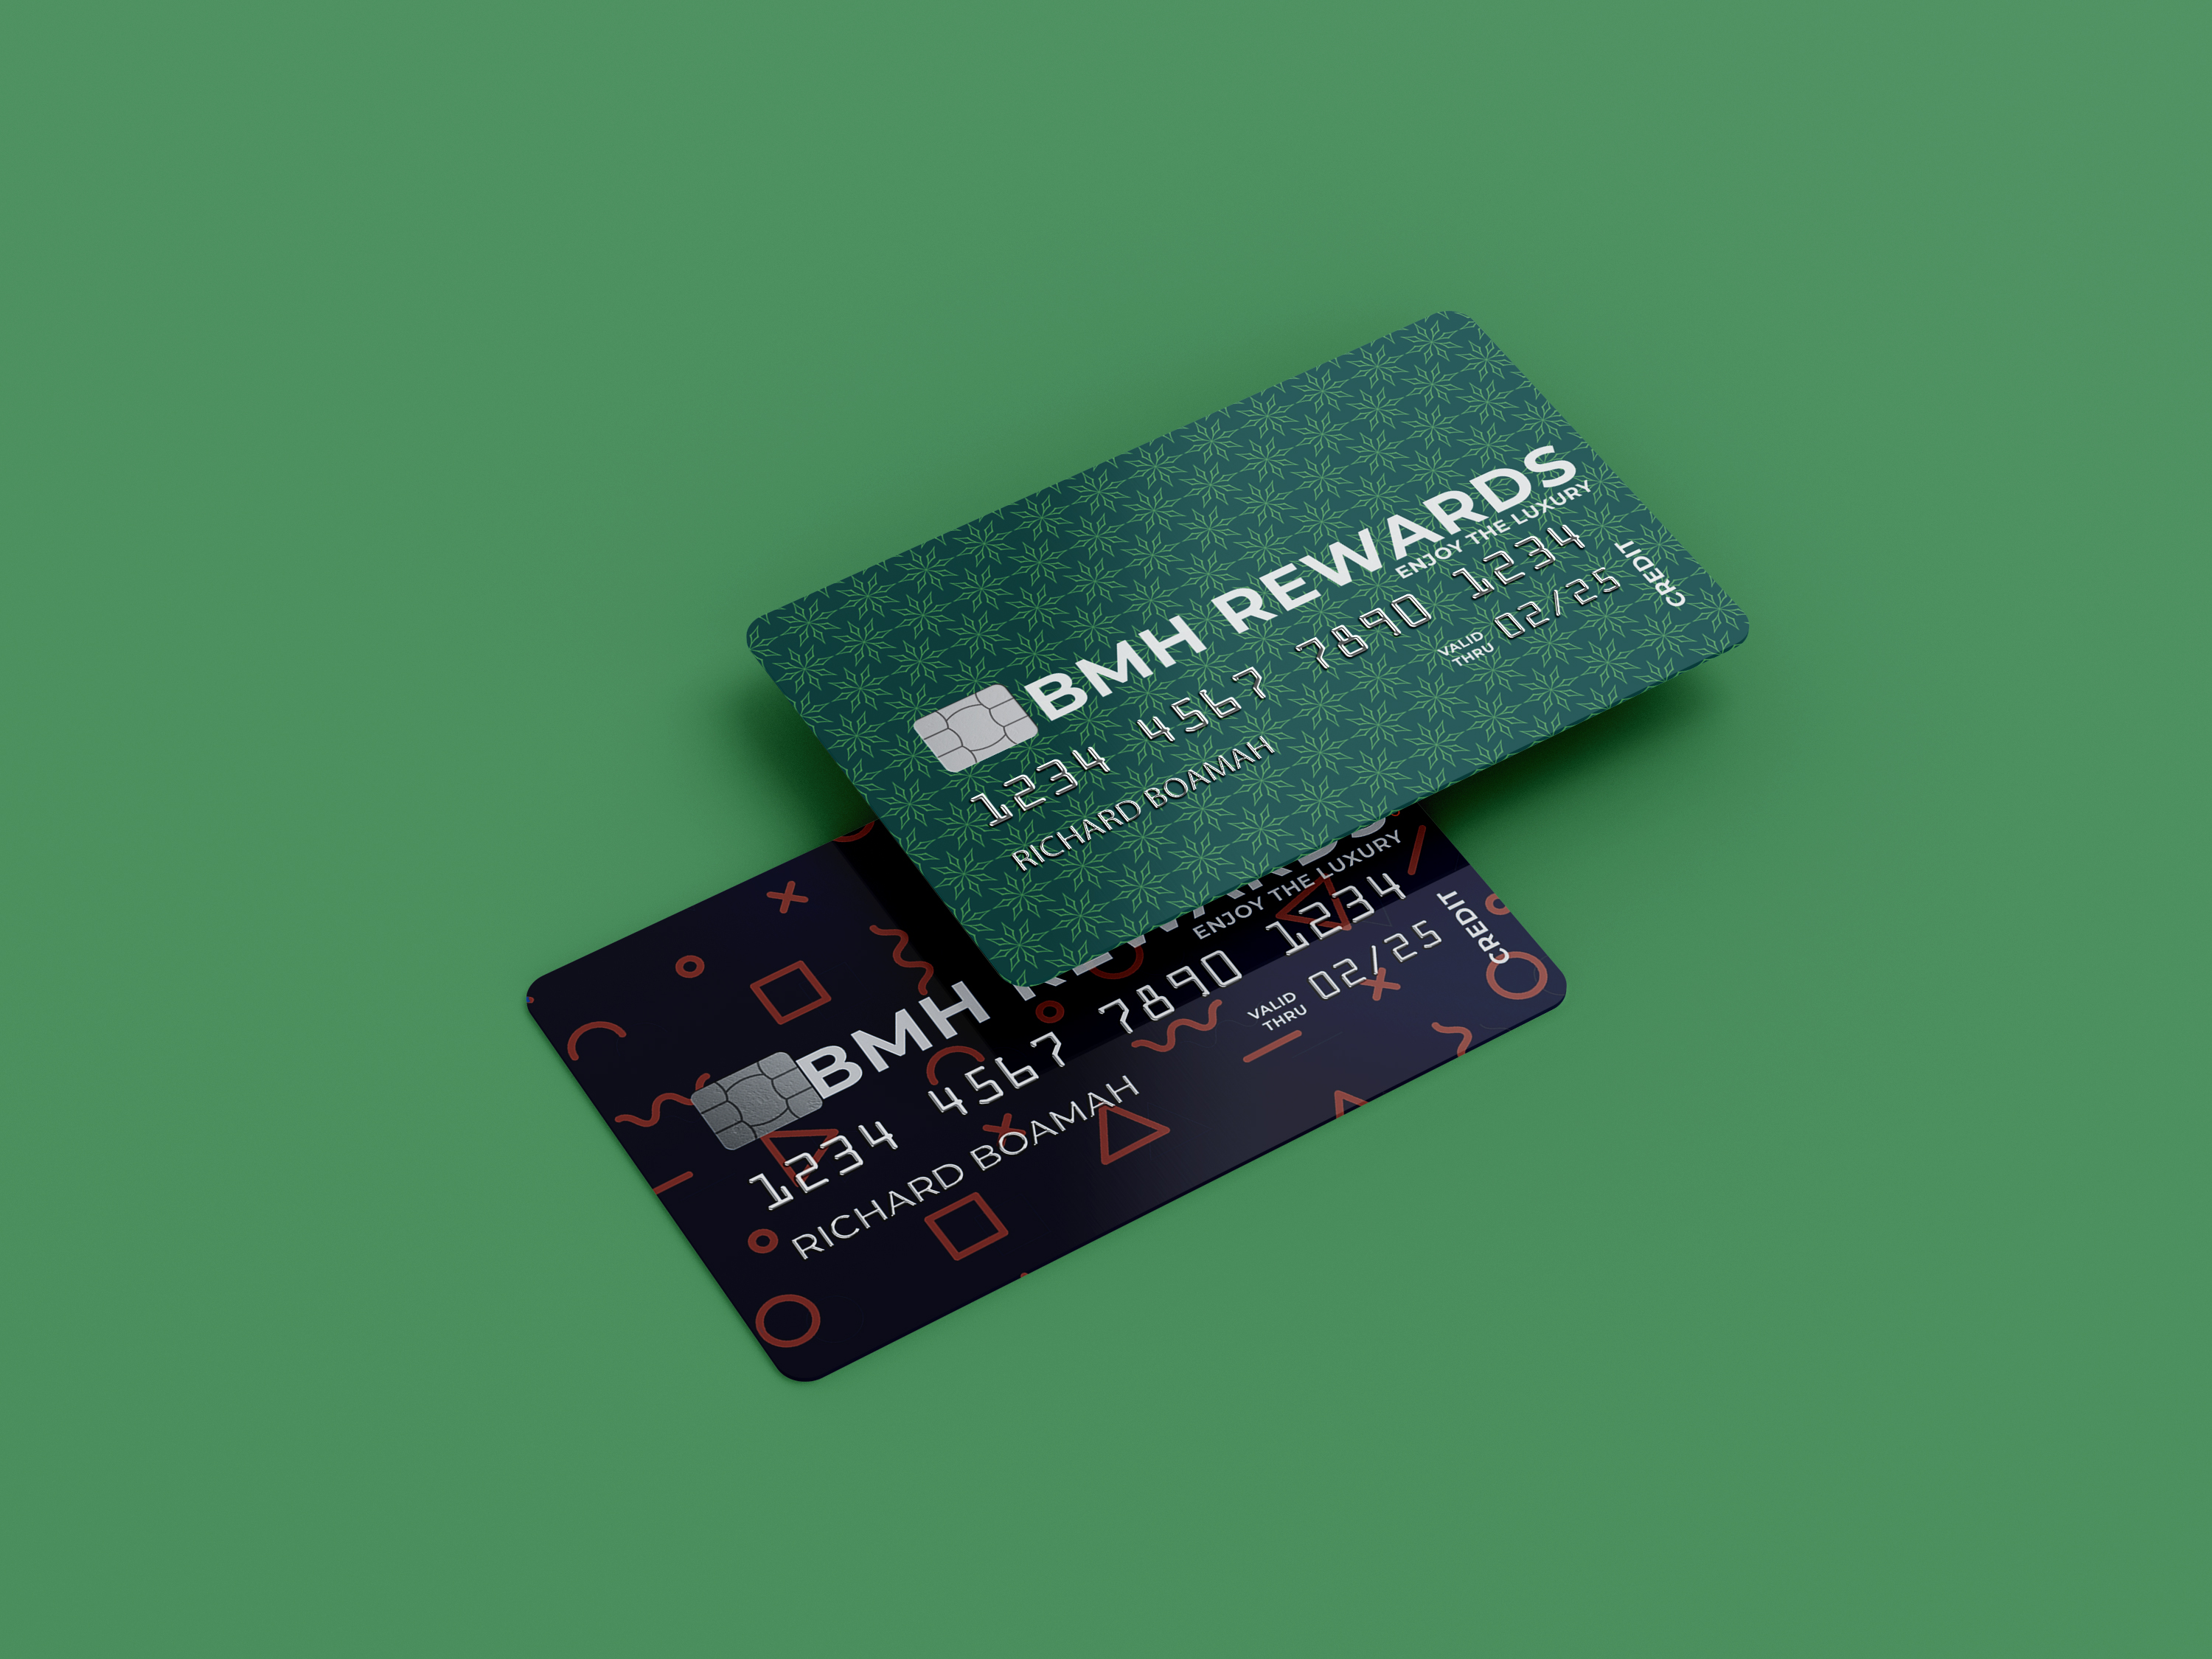 BMH REWARDS
ENJOY THE LUXURY
1234 4567 7890 1234
VALID
THRU
02/25
CREDIT
RICHARD BOAMAH
BMH REWARDS
ENJOY THE LUXURY
1234 4567 7890 1234
VALID
THRU
02/25
CREDIT
RICHARD BOAMAH